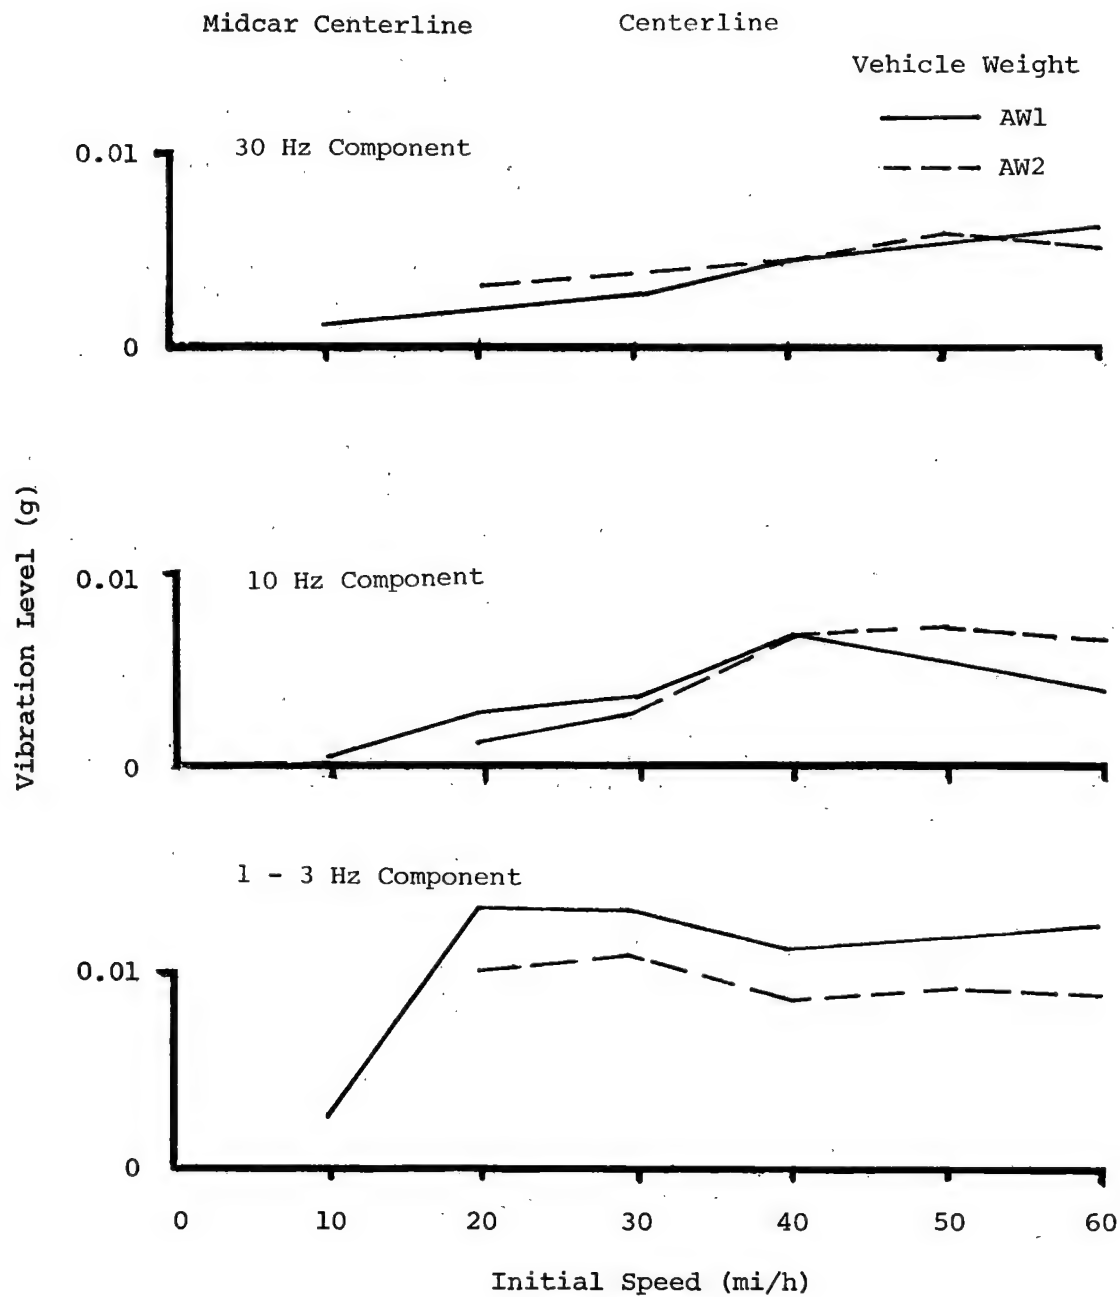 Midcar Centerline
Centerline
Vehicle Weight
AW1
AW2
30 Hz Component
0.01
0
Vibration Level (g)
10 Hz Component
0.01
0
1 - 3 Hz Component
0.01
0
0 10 20 30 40 50 60
Initial Speed (mi/h)